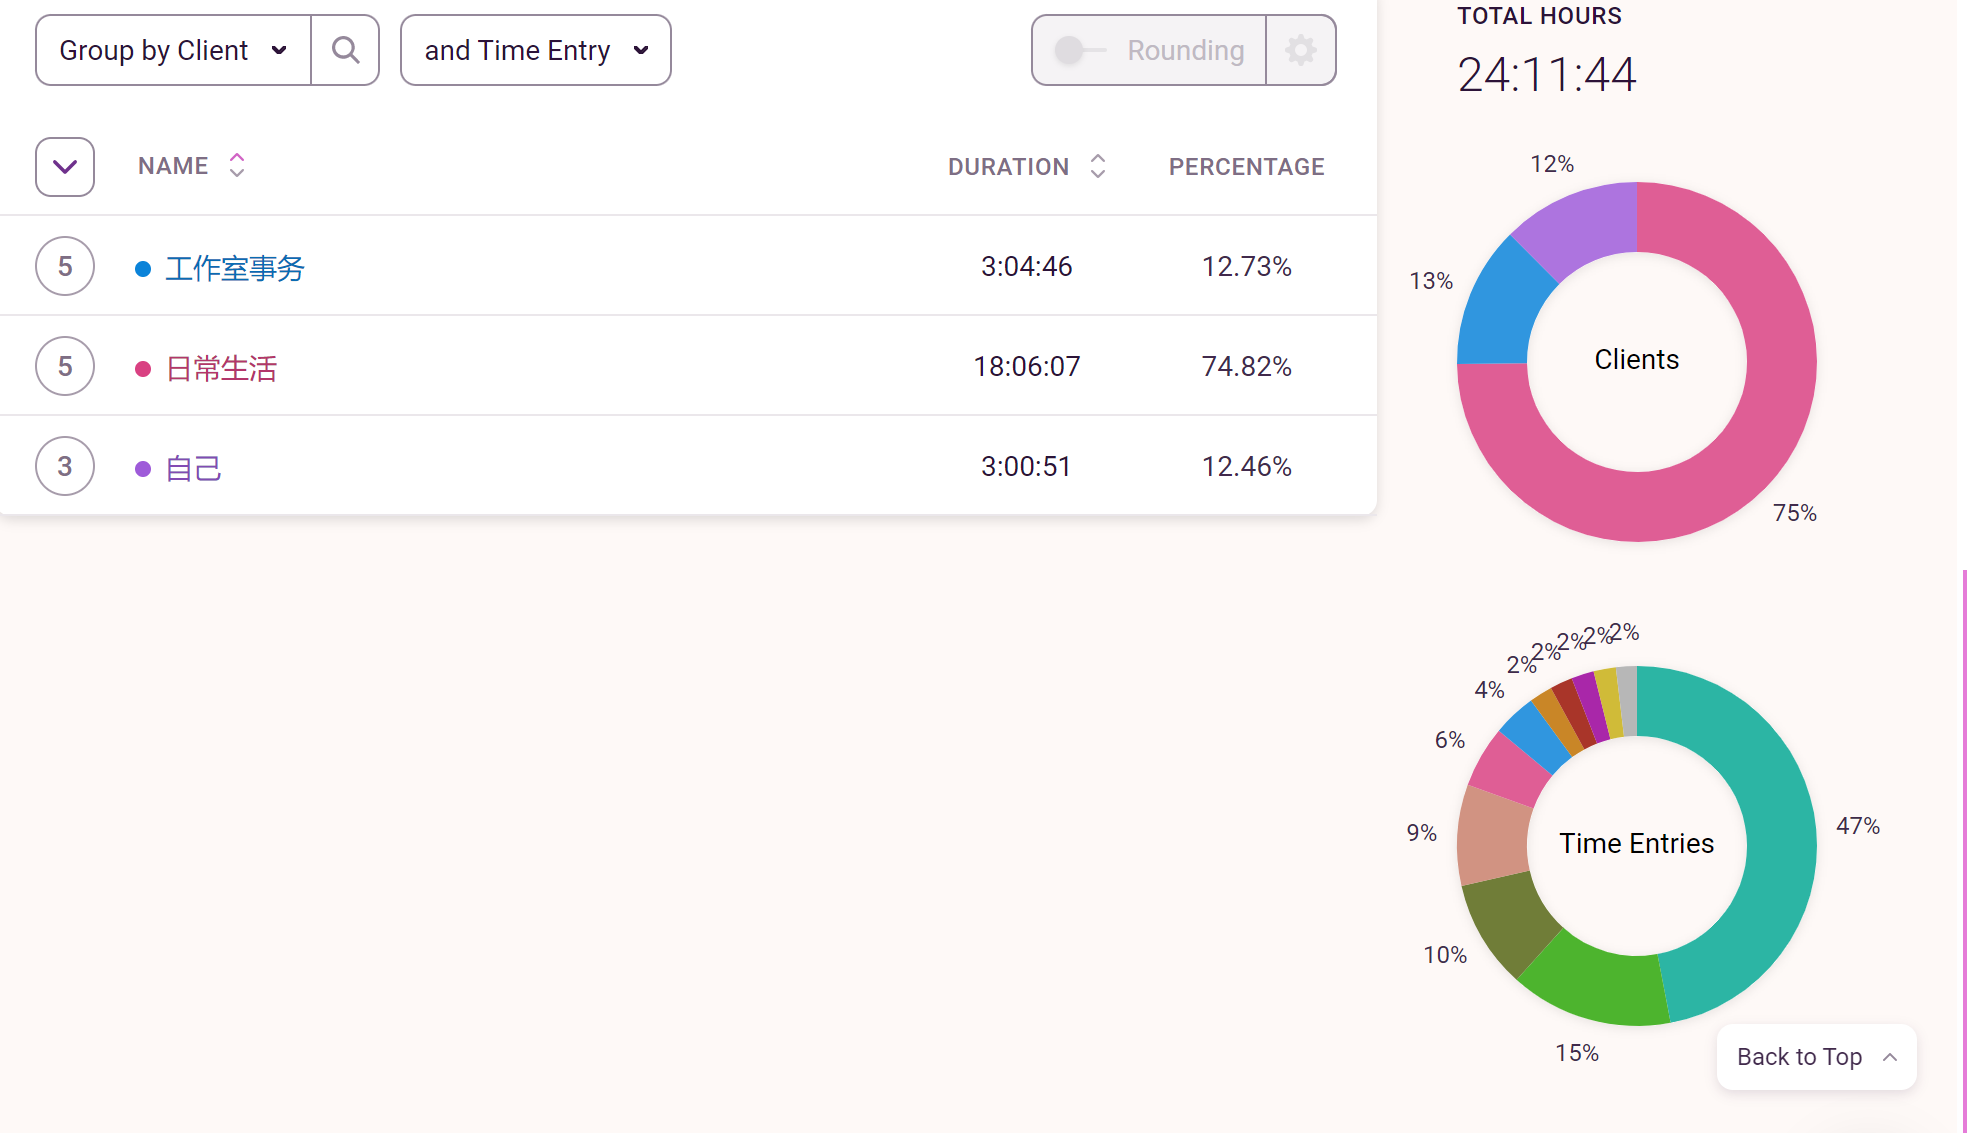 Group by Client
and Time Entry
Rounding
NAME
DURATION
PERCENTAGE
5
工作室事务
3:04:46
12.73%
5
日常生活
18:06:07
74.82%
3
自己
3:00:51
12.46%
TOTAL HOURS
24:11:44
12%
13%
Clients
75%
2%
2%
2%
2%
2%
4%
6%
9%
47%
Time Entries
10%
15%
Back to Top